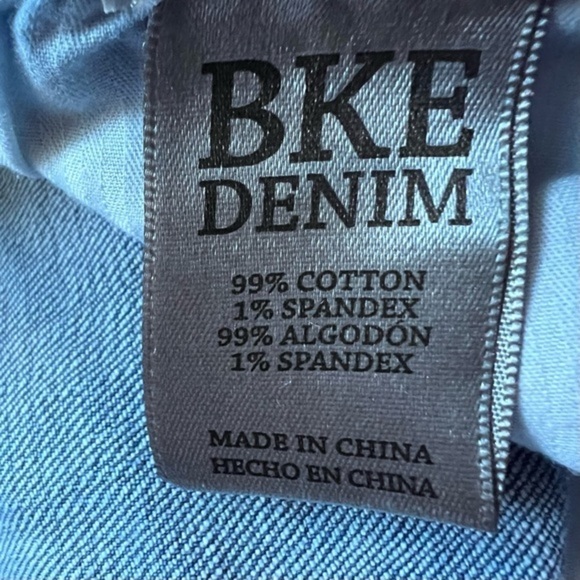 BKE
DENIM
99% COTTON
1% SPANDEX
99% ALGODÓN
1% SPANDEX
MADE IN CHINA
HECHO EN CHINA